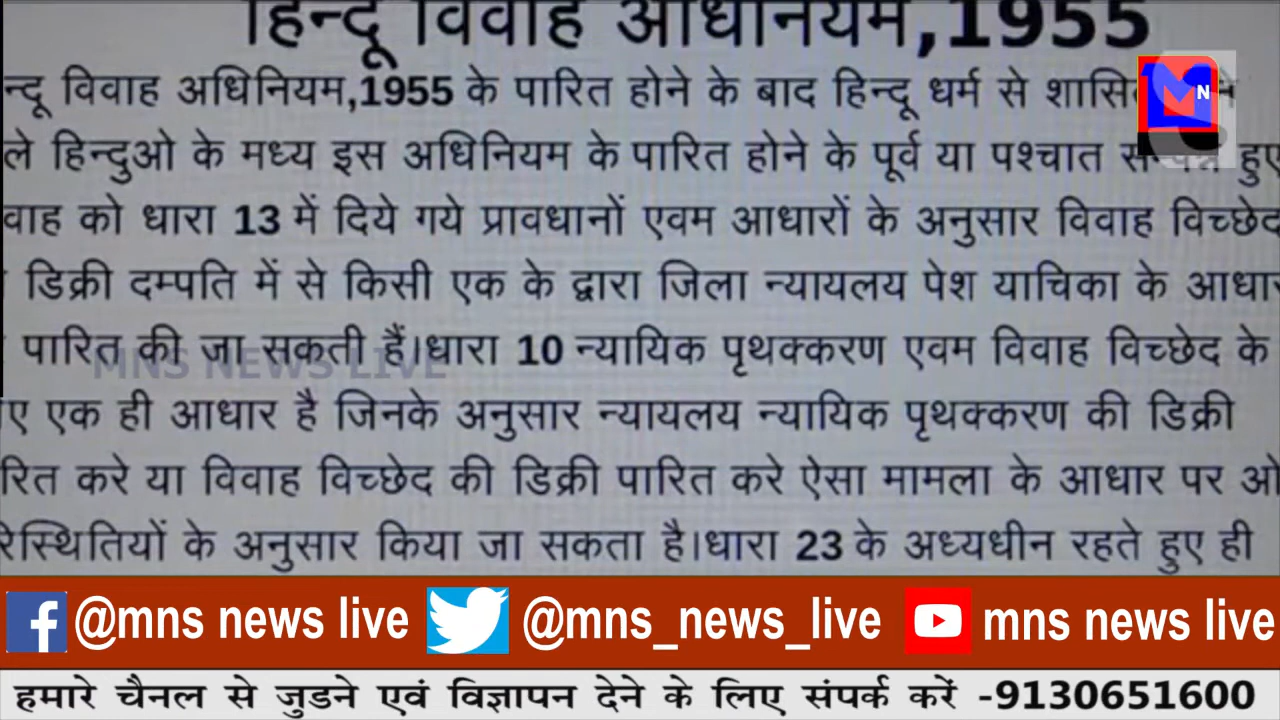 हिन्दू विवाह अधिनियम,1955
न्दू विवाह अधिनियम,1955 के पारित होने के बाद हिन्दू धर्म से
ले हिन्दुओ के मध्य इस अधिनियम के पारित होने के पूर्व या पश्चात हुए
वाह को धारा 13 में दिये गये प्रावधानों एवम आधारों के अनुसार विवाह विच्छेद
डिक्री दम्पति में से किसी एक के द्वारा जिला न्यायलय पेश याचिका के आधार
पारित की जा सकती हैं।धारा 10 न्यायिक पृथक्करण एवम विवाह विच्छेद के
MNS NEWS LIVE
ए एक ही आधार है जिनके अनुसार न्यायलय न्यायिक पृथक्करण की डिक्री
रित करे या विवाह विच्छेद की डिक्री पारित करे ऐसा मामला के आधार पर ओ
रिस्थितियों के अनुसार किया जा सकता है।धारा 23 के अध्यधीन रहते हुए ही
MN
@mns news live @mns_news_live mns news live
हमारे चैनल से जुडने एवं विज्ञापन देने के लिए संपर्क करें -9130651600